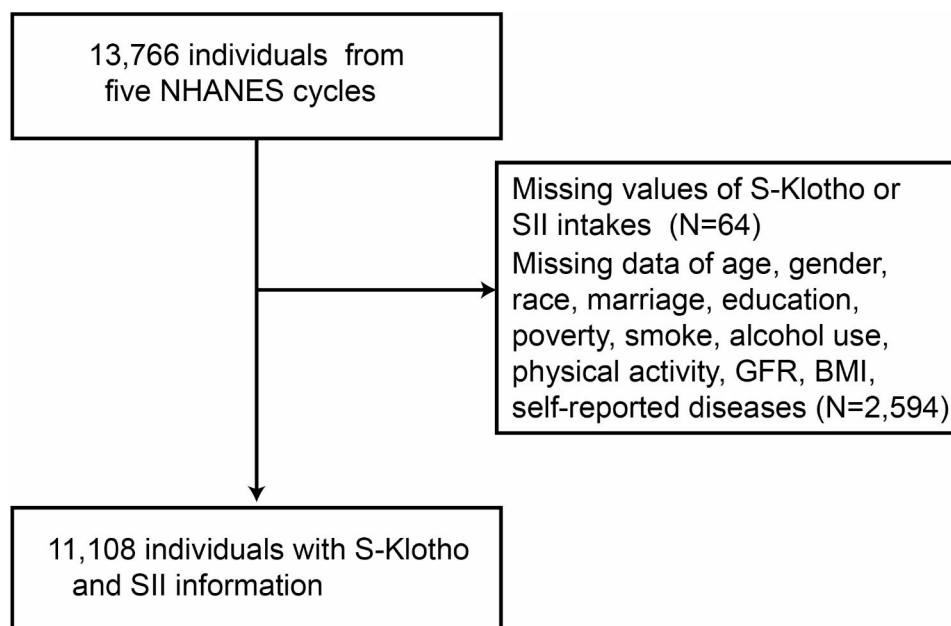 13,766 individuals from
five NHANES cycles
Missing values of S-Klotho or
SII intakes (N=64)
Missing data of age, gender,
race, marriage, education,
poverty, smoke, alcohol use,
physical activity, GFR, BMI,
self-reported diseases (N=2,594)
11,108 individuals with S-Klotho
and SII information